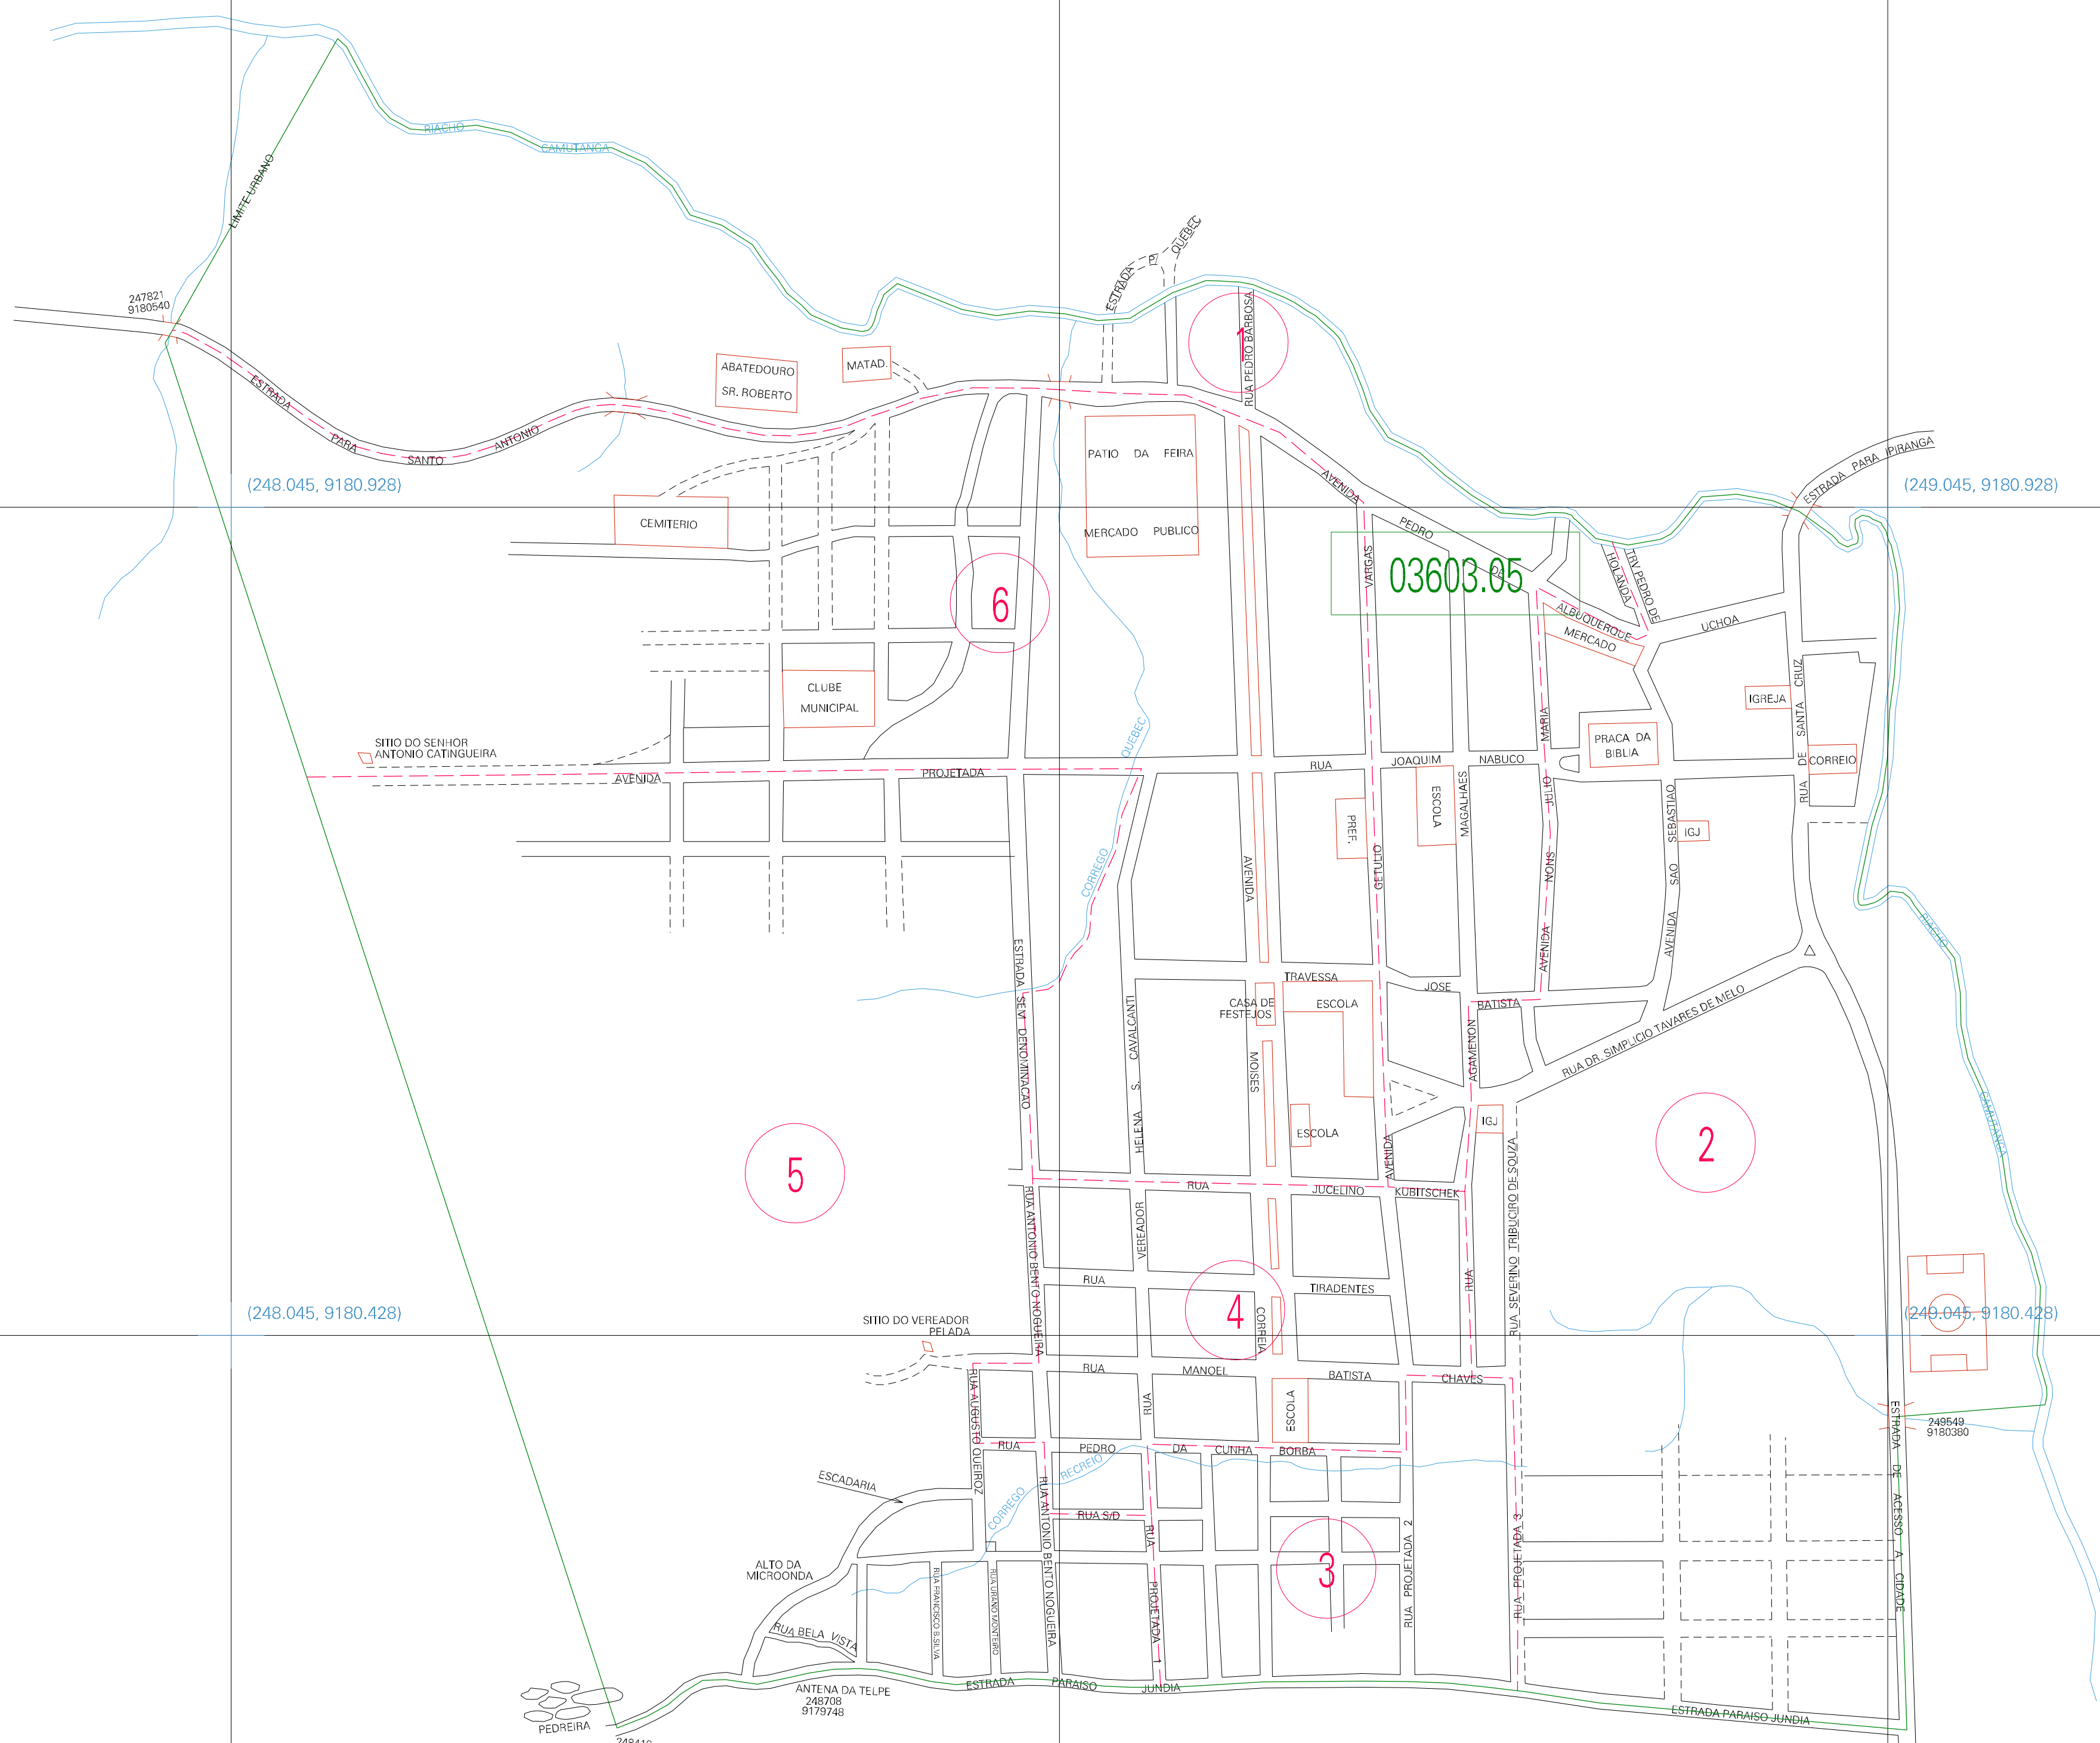 RIACHO
CAMUTANGA
LIMITE URBANO
ESTRADA P/ QUEBEC
247821
9180540
RUA PEDRO BARBOSA
1
ABATEDOURO
SR. ROBERTO
MATAD.
ESTRADA PARA SANTO ANTONIO
PATIO DA FEIRA
MERCADO PUBLICO
ESTRADA PARA IPIRANGA
(248.045, 9180.928)
(249.045, 9180.928)
CEMITERIO
AVENIDA PEDRO DE ALBUQUERQUE UCHOA
03603.05
TRV PEDRO DE
HOLANDA
6
MERCADO
CLUBE
MUNICIPAL
IGREJA
RUA DE SANTA CRUZ
PRACA DA
BIBLIA
CORREIO
SITIO DO SENHOR
ANTONIO CATINGUEIRA
AVENIDA PROJETADA
CORREGO QUEBEC
RUA JOAQUIM NABUCO
PREF.
ESCOLA
AVENIDA GETULIO VARGAS
RUA AGAMENON MAGALHAES
AVENIDA NONS JULIO MARIA
AVENIDA SAO SEBASTIAO
IGJ
AVENIDA MOISES CORREIA
RIACHO CAMUTANGA
ESTRADA SEM DENOMINACAO
RUA VEREADOR HELENA S. CAVALCANTI
TRAVESSA JOSE BATISTA
CASA DE
FESTEJOS
ESCOLA
ESCOLA
RUA DR. SIMPLICIO TAVARES DE MELO
IGJ
2
5
RUA JUCELINO KUBITSCHEK
RUA SEVERINO TRIBUCIRO DE SOUZA
RUA ANTONIO BENTO NOGUEIRA
RUA TIRADENTES
4
(248.045, 9180.428)
(249.045, 9180.428)
SITIO DO VEREADOR
PELADA
RUA MANOEL BATISTA CHAVES
RUA AUGUSTO QUEIROZ
ESCOLA
RUA PEDRO DA CUNHA BORBA
249549
9180380
ESCADARIA
CORREGO RECREIO
RUA S/D
RUA ANTONIO BENTO NOGUEIRA
RUA PROJETADA 1
RUA PROJETADA 2
RUA PROJETADA 3
ESTRADA DE ACESSO A CIDADE
3
ALTO DA
MICROONDA
RUA FRANCISCO B.SILVA
RUA URIANO MONTEIRO
RUA BELA VISTA
ESTRADA PARAISO JUNDIA
ANTENA DA TELPE
248708
9179748
PEDREIRA
ESTRADA PARAISO JUNDIA